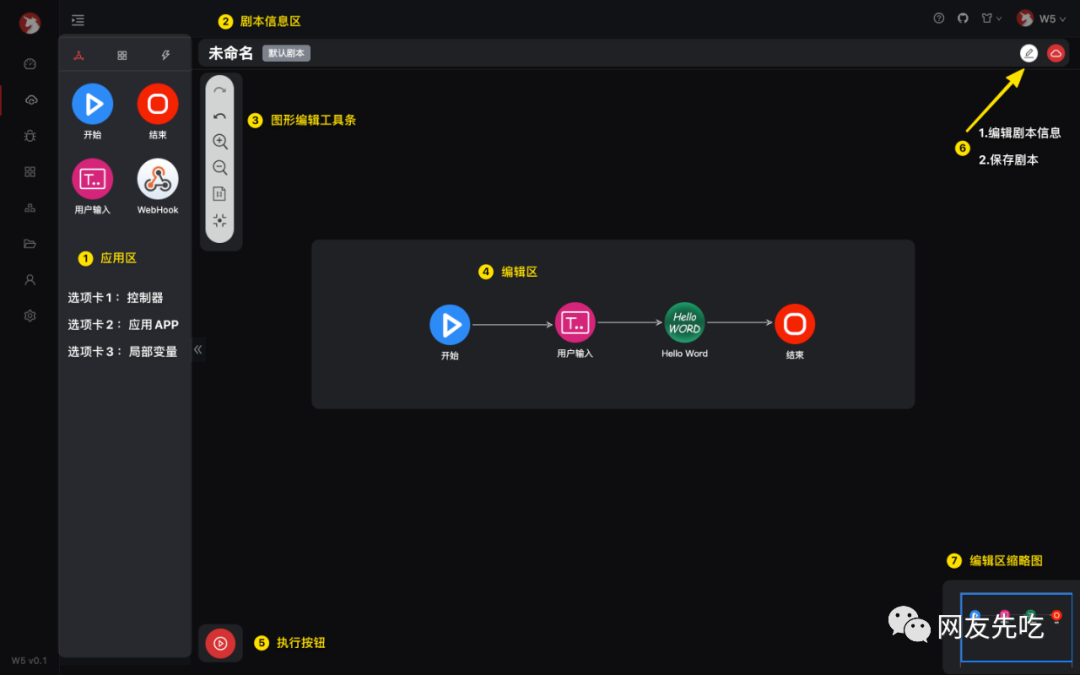 2 剧本信息区
W5
未命名 默认剧本
开始 结束
T..
用户输入 WebHook
3 图形编辑工具条
1.编辑剧本信息
6
2.保存剧本
1 应用区
选项卡1： 控制器
选项卡2： 应用APP
选项卡3： 局部变量
4 编辑区
T..
Hello
WORD
开始 用户输入 Hello Word 结束
7 编辑区缩略图
网友先吃
5 执行按钮
W5 v0.1